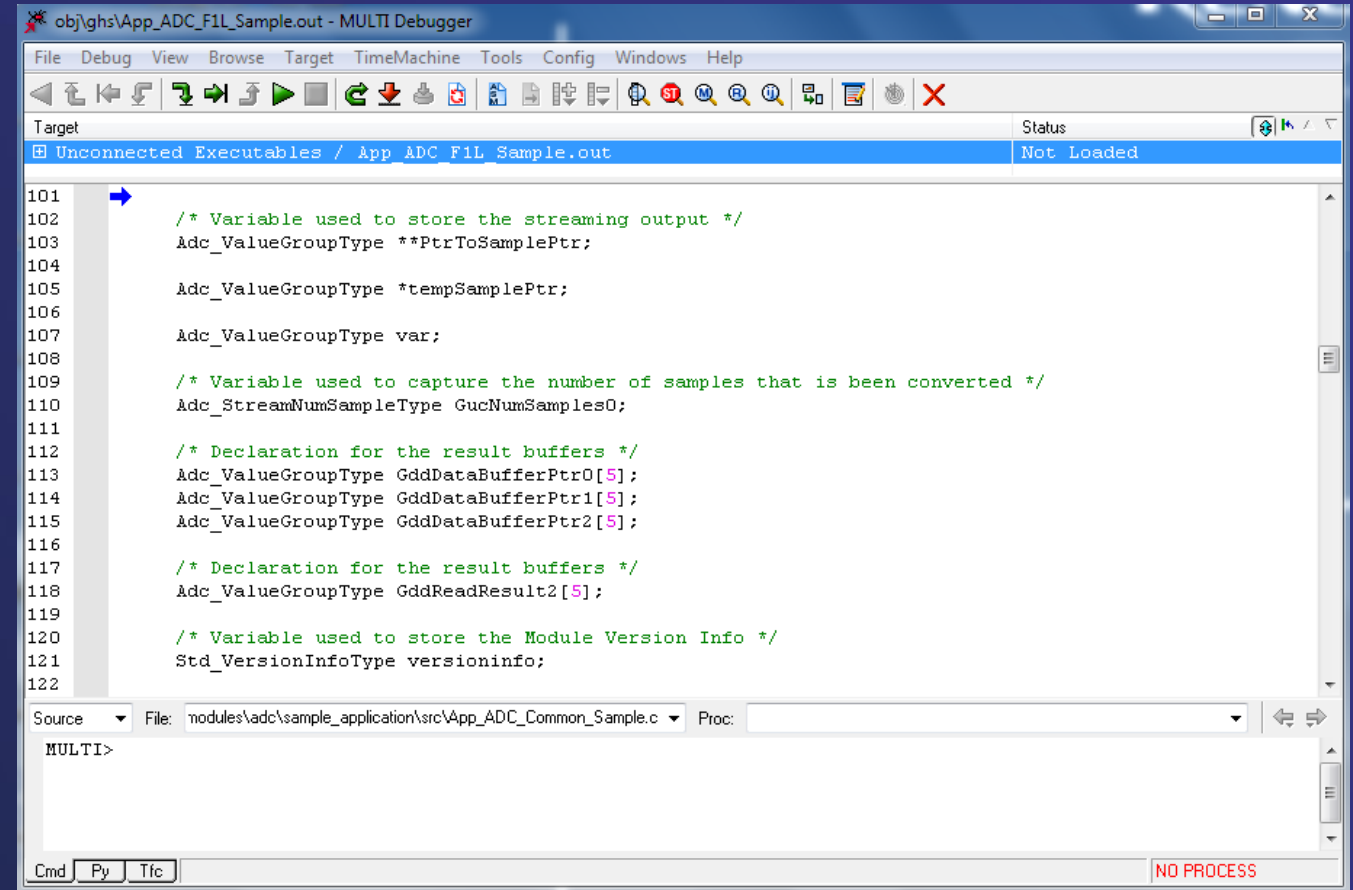 obj\ghs\App_ADC_F1L_Sample.out - MULTI Debugger
File Debug View Browse Target TimeMachine Tools Config Windows Help
Target Status
Unconnected Executables / App_ADC_F1L_Sample.out Not Loaded
101
102 /* Variable used to store the streaming output */
103 Adc_ValueGroupType **PtrToSamplePtr;
104
105 Adc_ValueGroupType *tempSamplePtr;
106
107 Adc_ValueGroupType var;
108
109 /* Variable used to capture the number of samples that is been converted */
110 Adc_StreamNumSampleType GucNumSamples0;
111
112 /* Declaration for the result buffers */
113 Adc_ValueGroupType GddDataBufferPtr0[5];
114 Adc_ValueGroupType GddDataBufferPtr1[5];
115 Adc_ValueGroupType GddDataBufferPtr2[5];
116
117 /* Declaration for the result buffers */
118 Adc_ValueGroupType GddReadResult2[5];
119
120 /* Variable used to store the Module Version Info */
121 Std_VersionInfoType versioninfo;
122
Source File: modules\adc\sample_application\src\App_ADC_Common_Sample.c Proc:
MULTI>
Cmd Py Tfc NO PROCESS